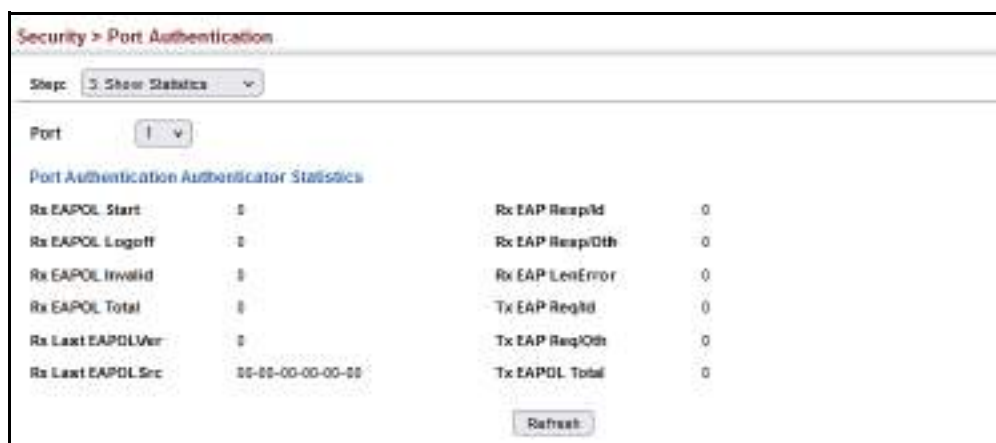 Security > Port Authentication
Step: 3. Show Statistics
Port 1
Port Authentication Authenticator Statistics
Rx EAPOL Start 0 Rx EAP Resp/Id 0
Rx EAPOL Logoff 0 Rx EAP Resp/Oth 0
Rx EAPOL Invalid 0 Rx EAP LenError 0
Rx EAPOL Total 0 Tx EAP Req/Id 0
Rx Last EAPOLVer 0 Tx EAP Req/Oth 0
Rx Last EAPOLSrc 00-00-00-00-00-00 Tx EAPOL Total 0
Refresh